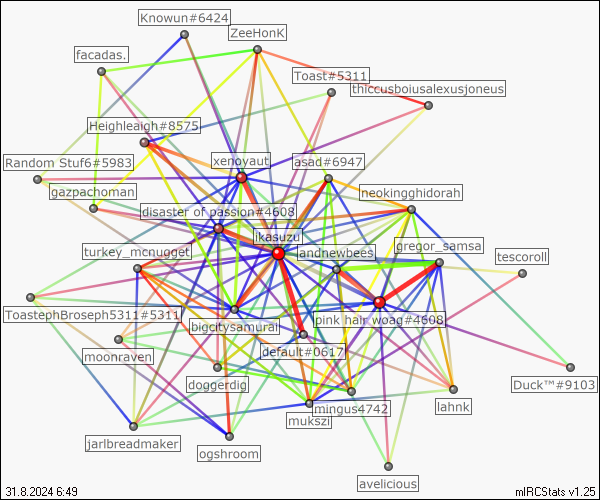 Knowun#6424
ZeeHonK
facadas.
Toast#5311
thiccusboiusalexusjoneus
Heighleaigh#8575
xenoyaut
asad#6947
Random Stuf6#5983
gazpachoman
neokingghidorah
disaster of passion#4608
ikasuzu
gregor_samsa
turkey_mcnugget
landnewbees
tescoroll
ToastephBroseph5311#5311
bigcitysamurai
pink hair woag#4608
moonraven
default#0617
doggerdig
Duck™#9103
mingus4742
lahnk
mukszi
jarlbreadmaker
ogshroom
avelicious
31.8.2024 6:49
mIRCStats v1.25